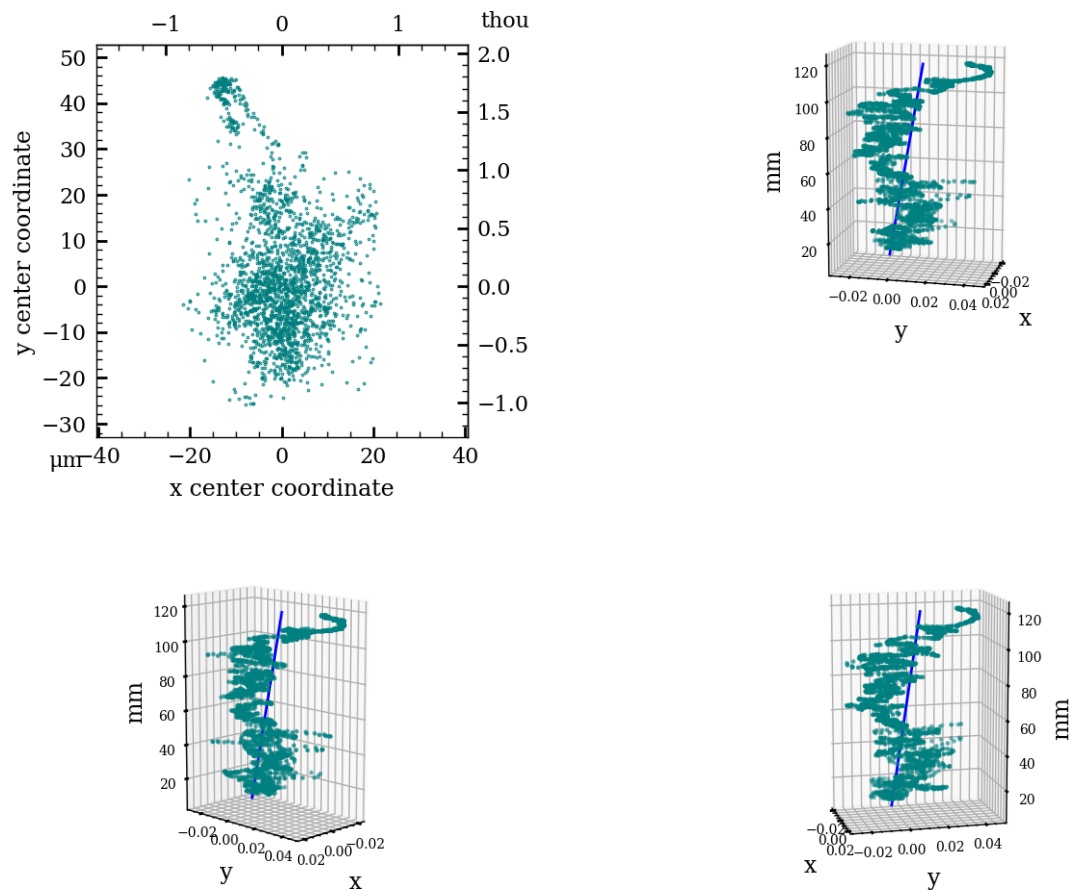 −1 0 1 thou
50 40 30 20 10 0 −10 −20 −30
y center coordinate
2.0 1.5 1.0 0.5 0.0 −0.5 −1.0
μm −40 −20 0 20 40
x center coordinate
120 100 80 60 40 20
mm
−0.02 0.00 0.02 0.04
y
−0.02 0.00 0.02
x
120 100 80 60 40 20
mm
−0.02 0.00 0.02 0.04
y
0.02 0.00 −0.02
x
120 100 80 60 40 20
mm
−0.02 0.00 0.02
x
−0.02 0.00 0.02 0.04
y